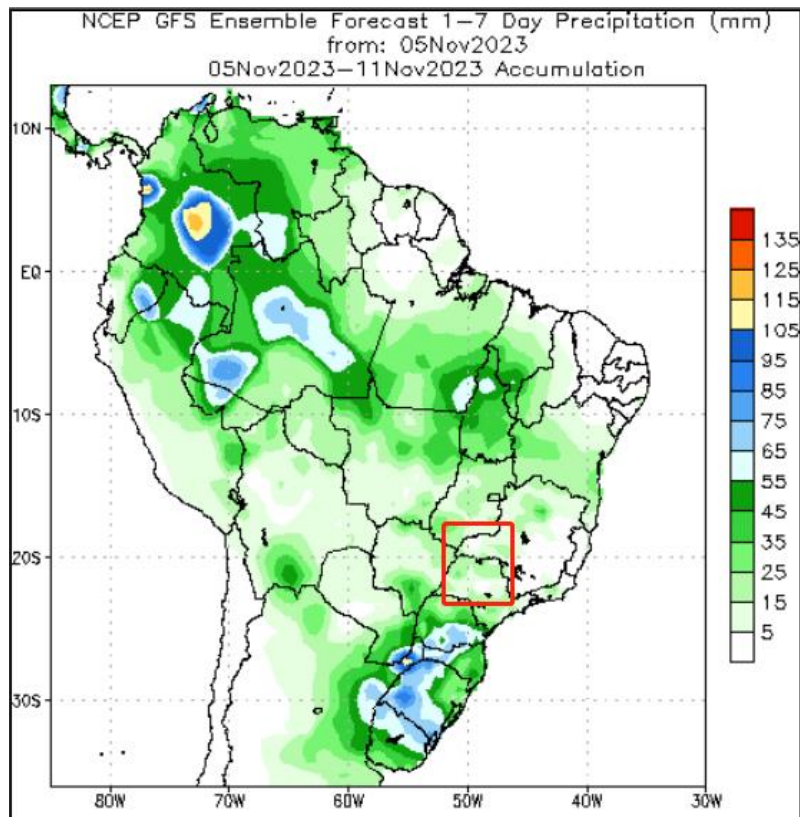 NCEP GFS Ensemble Forecast 1–7 Day Precipitation (mm)
from: 05Nov2023
05Nov2023–11Nov2023 Accumulation
10N
EQ
10S
20S
30S
80W 70W 60W 50W 40W 30W
135
125
115
105
95
85
75
65
55
45
35
25
15
5